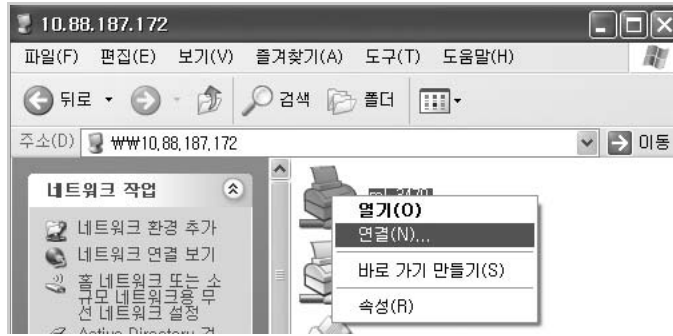 10.88.187.172
파일(F) 편집(E) 보기(V) 즐겨찾기(A) 도구(T) 도움말(H)
뒤로 검색 폴더
주소(D) ₩₩10,88,187,172 이동
네트워크 작업
네트워크 환경 추가
네트워크 연결 보기
홈 네트워크 또는 소
규모 네트워크용 무
선 네트워크 설정
열기(O)
연결(N)...
바로 가기 만들기(S)
속성(R)